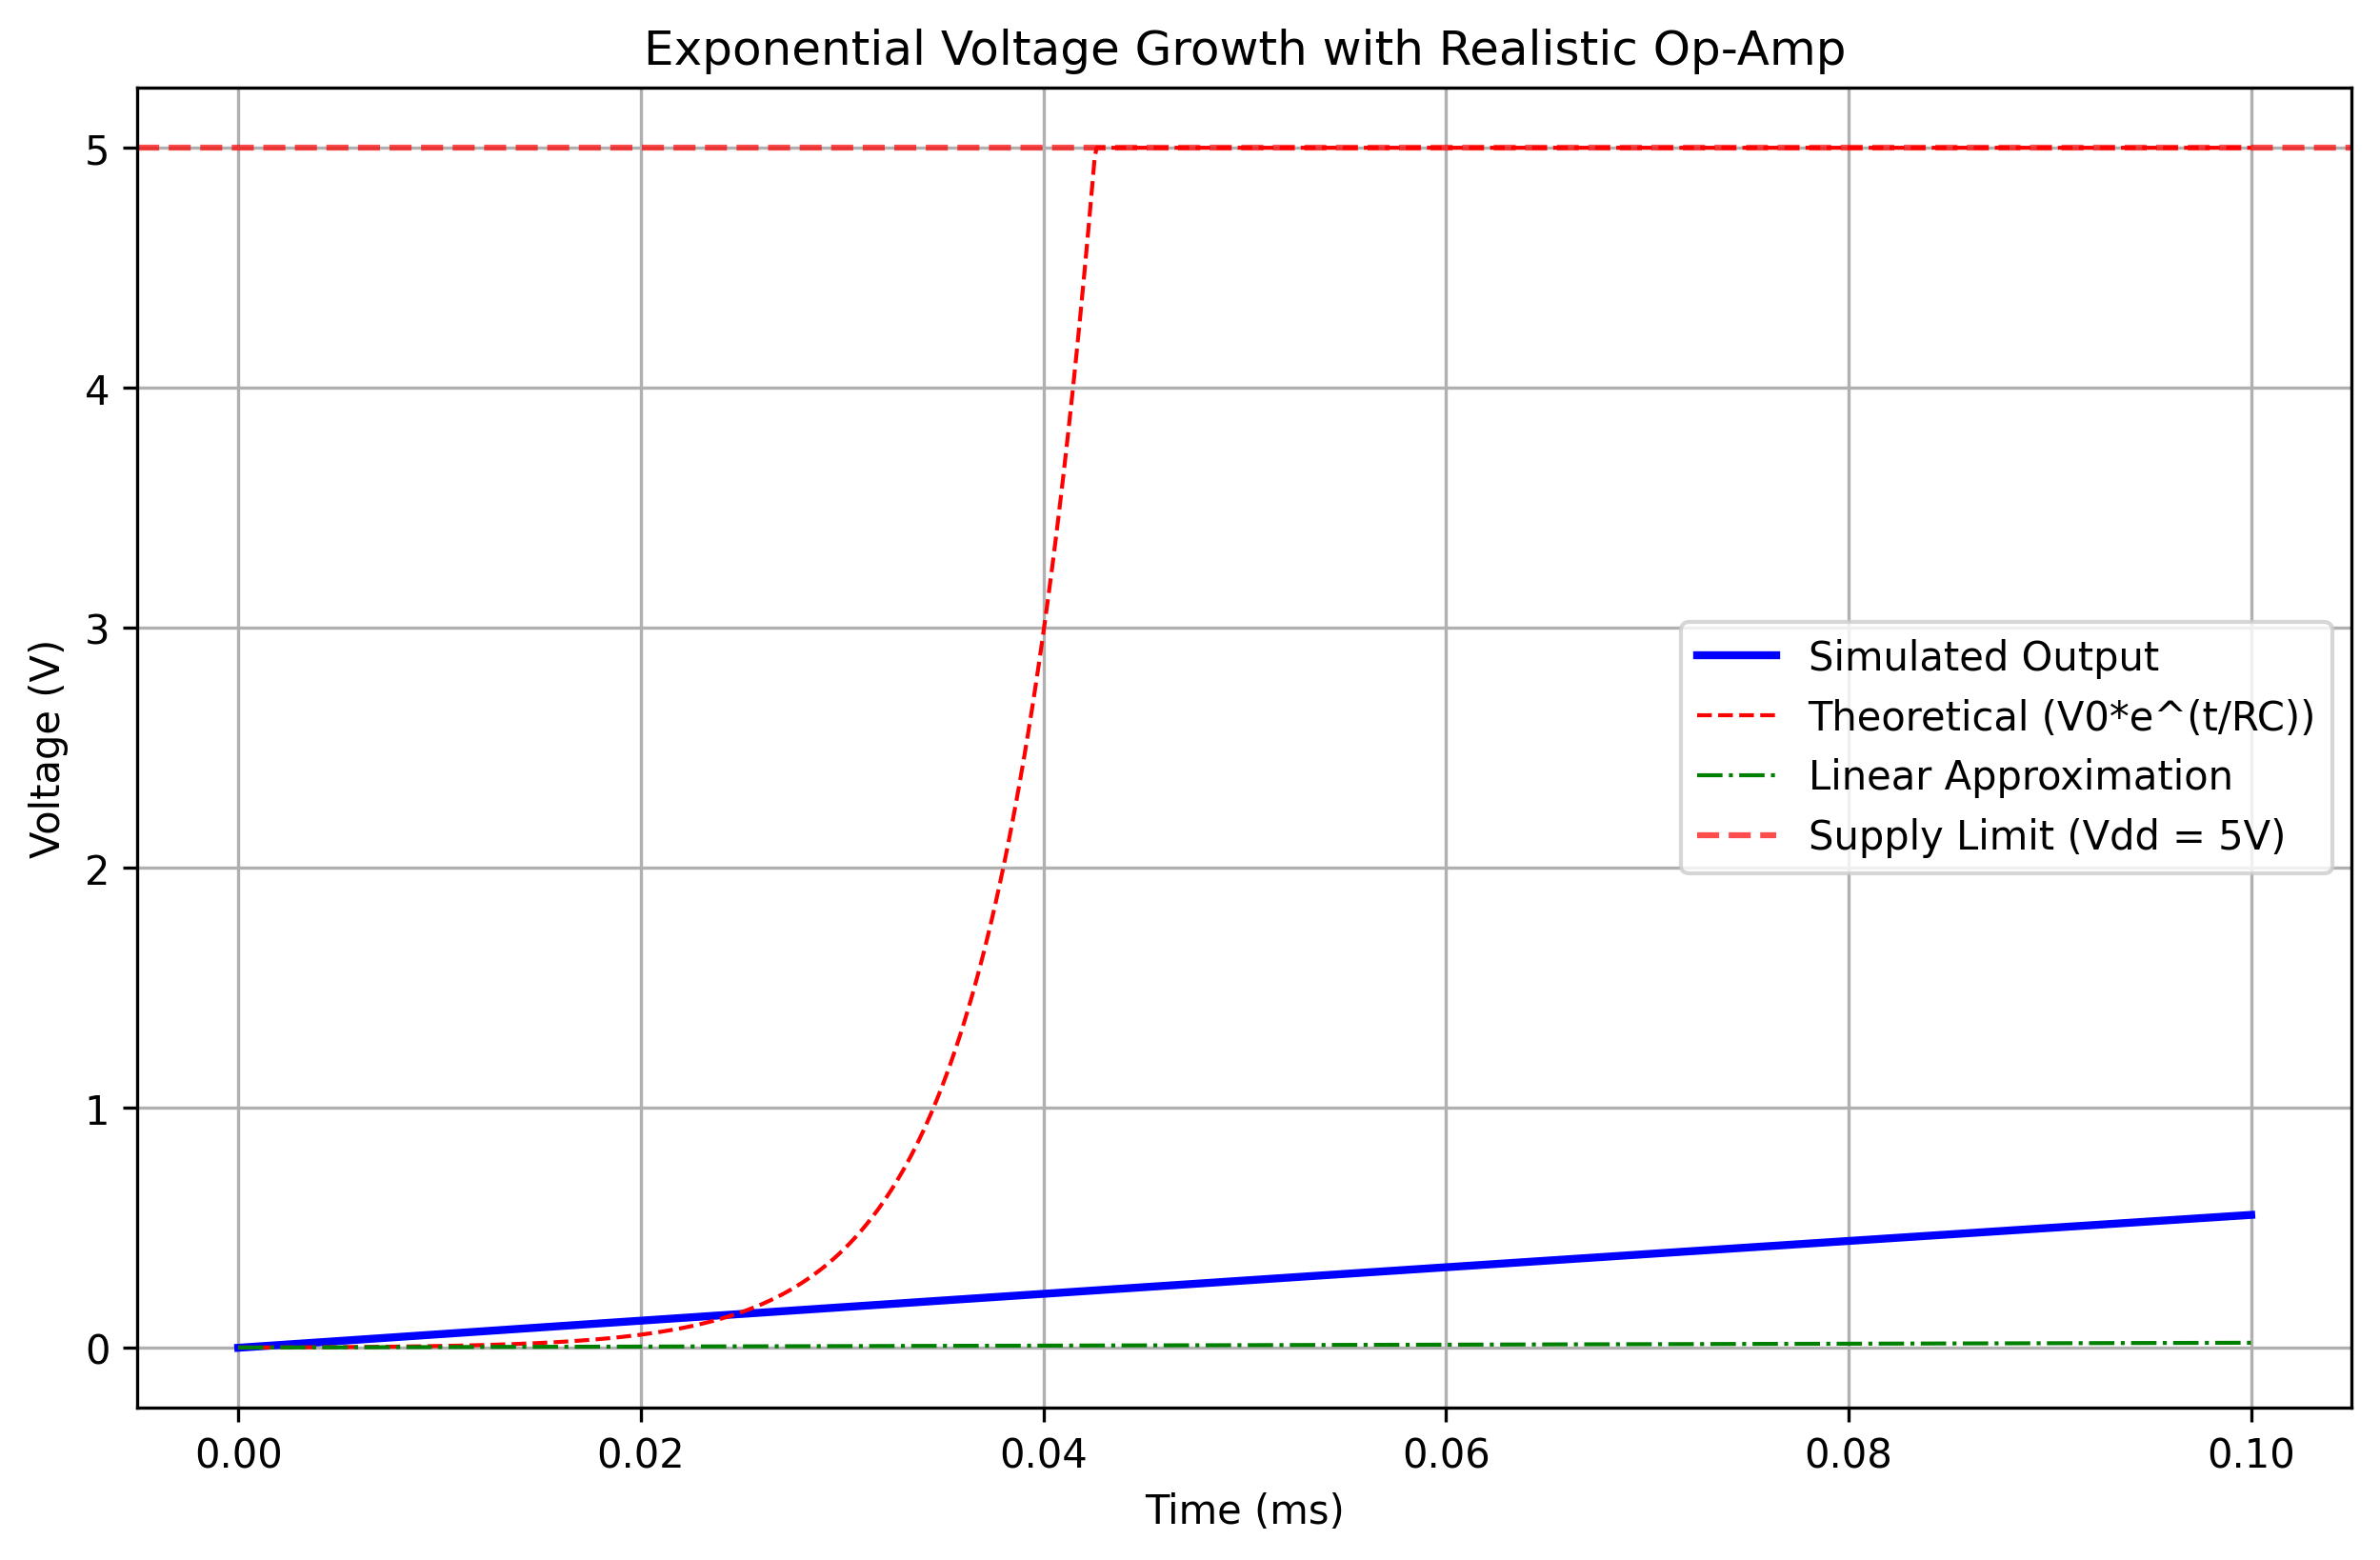 Exponential Voltage Growth with Realistic Op-Amp
5
4
3
2
1
0
Voltage (V)
Simulated Output
Theoretical (V0*e^(t/RC))
Linear Approximation
Supply Limit (Vdd = 5V)
0.00 0.02 0.04 0.06 0.08 0.10
Time (ms)